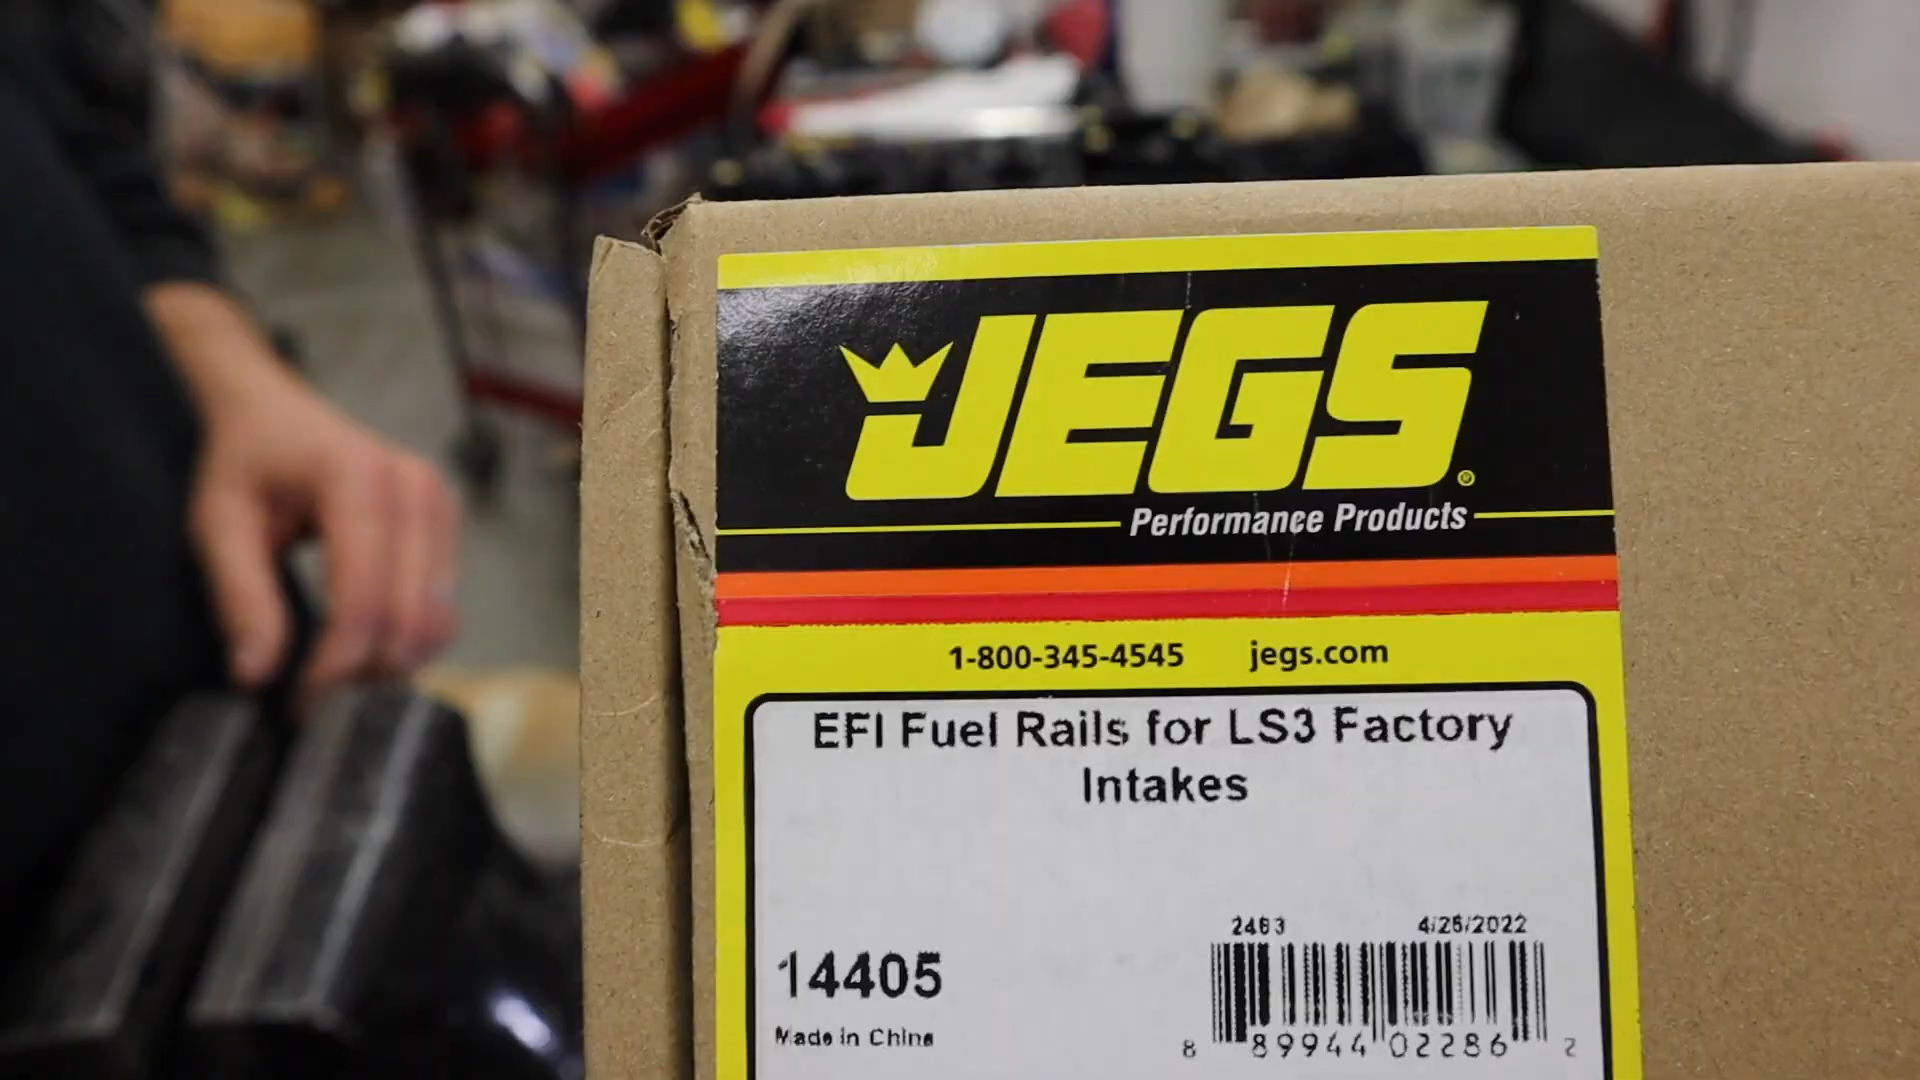 JEGS®
Performance Products
1-800-345-4545 jegs.com
EFI Fuel Rails for LS3 Factory
Intakes
2463 4/26/2022
14405
Made in China
8 89944 02286 2